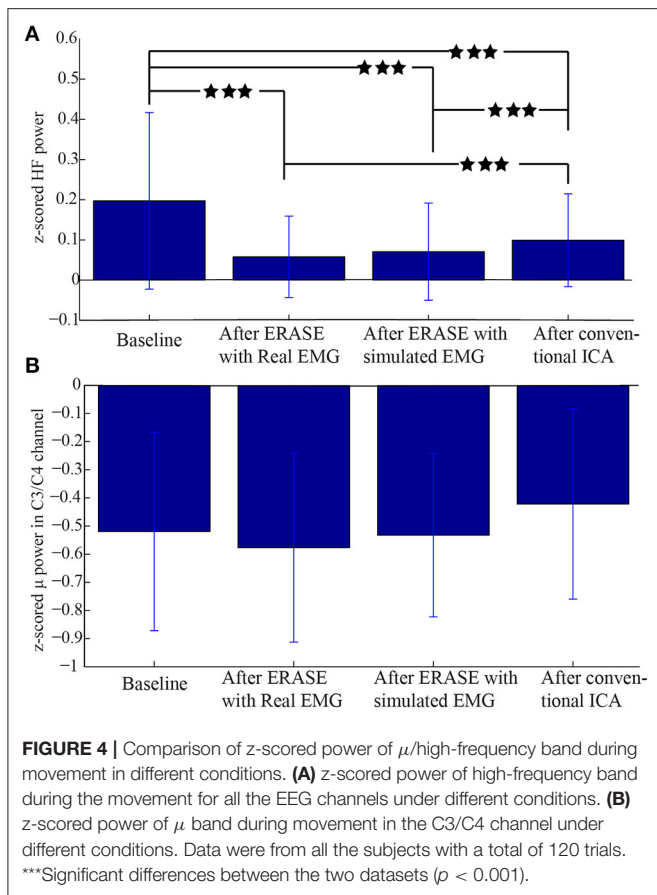 A
0.6
0.5
0.4
0.3
0.2
0.1
0
−0.1
z-scored HF power
★★★
★★★
★★★
★★★
Baseline
After ERASE
with Real EMG
After ERASE with
simulated EMG
After conven-
tional ICA
B
0
−0.1
−0.2
−0.3
−0.4
−0.5
−0.6
−0.7
−0.8
−0.9
−1
z-scored μ power in C3/C4 channel
Baseline
After ERASE
with Real EMG
After ERASE with
simulated EMG
After conven-
tional ICA
FIGURE 4 | Comparison of z-scored power of μ/high-frequency band during
movement in different conditions. (A) z-scored power of high-frequency band
during the movement for all the EEG channels under different conditions. (B)
z-scored power of μ band during movement in the C3/C4 channel under
different conditions. Data were from all the subjects with a total of 120 trials.
***Significant differences between the two datasets (p < 0.001).